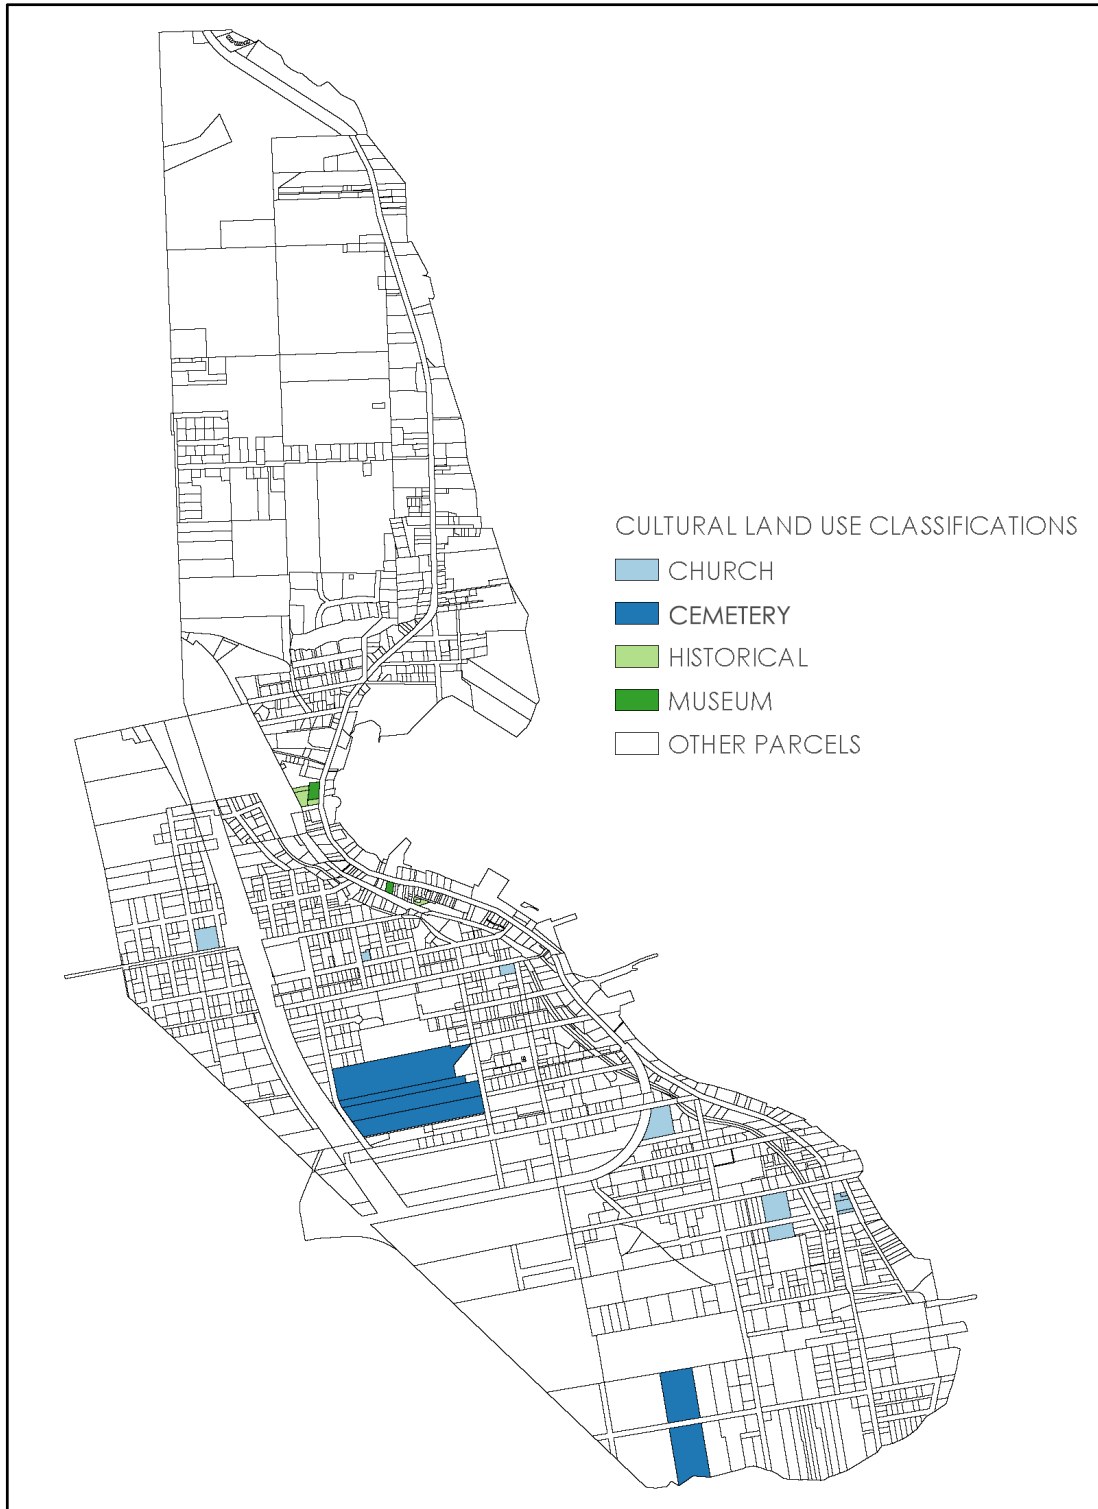 CULTURAL LAND USE CLASSIFICATIONS
CHURCH
CEMETERY
HISTORICAL
MUSEUM
OTHER PARCELS